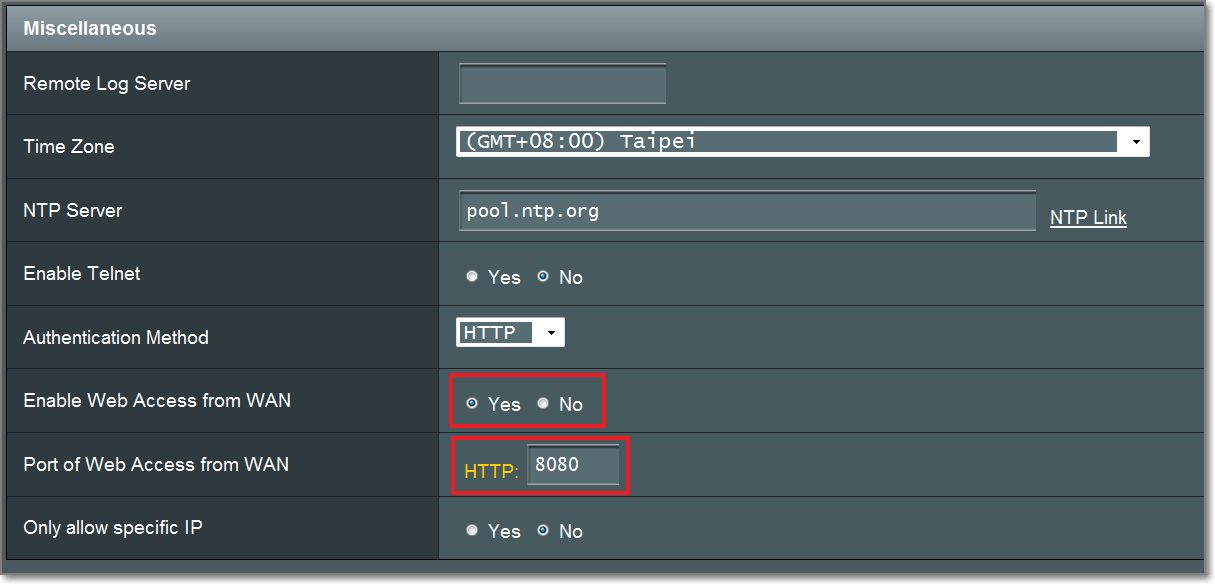 Miscellaneous
Remote Log Server
Time Zone (GMT+08:00) Taipei
NTP Server pool.ntp.org NTP Link
Enable Telnet Yes No
Authentication Method HTTP
Enable Web Access from WAN Yes No
Port of Web Access from WAN HTTP: 8080
Only allow specific IP Yes No